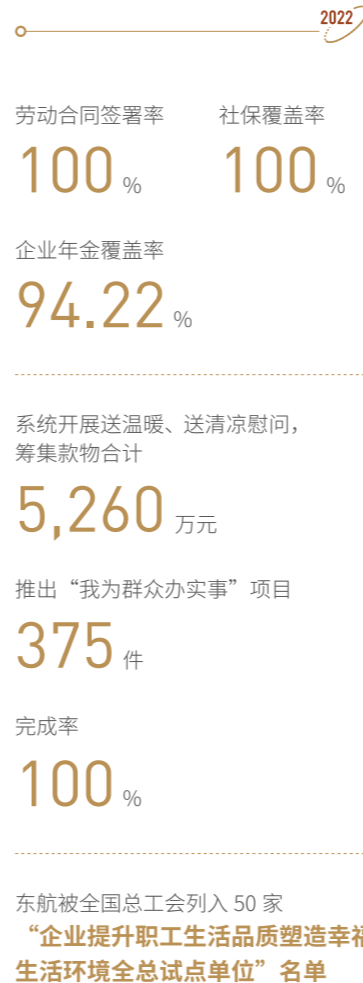 2022
劳动合同签署率 社保覆盖率
100 % 100 %
企业年金覆盖率
94.22 %
系统开展送温暖、送清凉慰问，
筹集款物合计
5,260 万元
推出“我为群众办实事”项目
375 件
完成率
100 %
东航被全国总工会列入 50 家
“企业提升职工生活品质塑造幸福
生活环境全总试点单位”名单